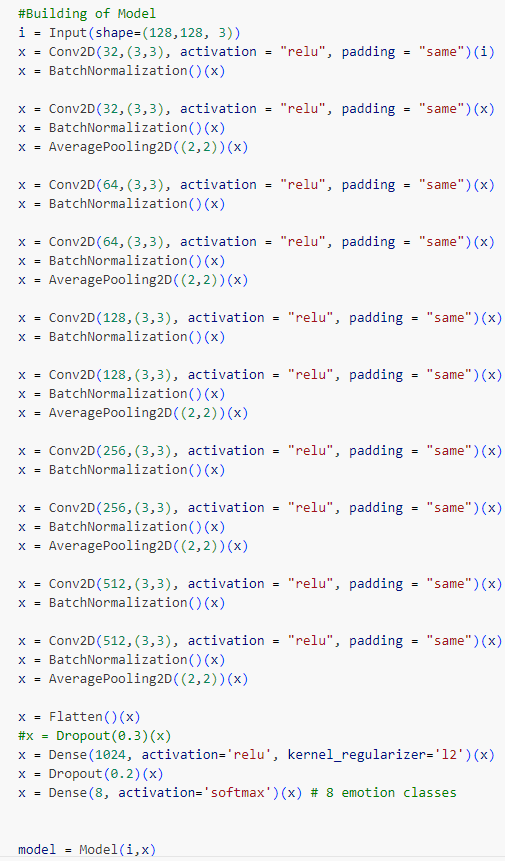 #Building of Model
i = Input(shape=(128,128, 3))
x = Conv2D(32,(3,3), activation = "relu", padding = "same")(i)
x = BatchNormalization()(x)
x = Conv2D(32,(3,3), activation = "relu", padding = "same")(x)
x = BatchNormalization()(x)
x = AveragePooling2D((2,2))(x)
x = Conv2D(64,(3,3), activation = "relu", padding = "same")(x)
x = BatchNormalization()(x)
x = Conv2D(64,(3,3), activation = "relu", padding = "same")(x)
x = BatchNormalization()(x)
x = AveragePooling2D((2,2))(x)
x = Conv2D(128,(3,3), activation = "relu", padding = "same")(x)
x = BatchNormalization()(x)
x = Conv2D(128,(3,3), activation = "relu", padding = "same")(x)
x = BatchNormalization()(x)
x = AveragePooling2D((2,2))(x)
x = Conv2D(256,(3,3), activation = "relu", padding = "same")(x)
x = BatchNormalization()(x)
x = Conv2D(256,(3,3), activation = "relu", padding = "same")(x)
x = BatchNormalization()(x)
x = AveragePooling2D((2,2))(x)
x = Conv2D(512,(3,3), activation = "relu", padding = "same")(x)
x = BatchNormalization()(x)
x = Conv2D(512,(3,3), activation = "relu", padding = "same")(x)
x = BatchNormalization()(x)
x = AveragePooling2D((2,2))(x)
x = Flatten()(x)
#x = Dropout(0.3)(x)
x = Dense(1024, activation='relu', kernel_regularizer='l2')(x)
x = Dropout(0.2)(x)
x = Dense(8, activation='softmax')(x) # 8 emotion classes
model = Model(i,x)